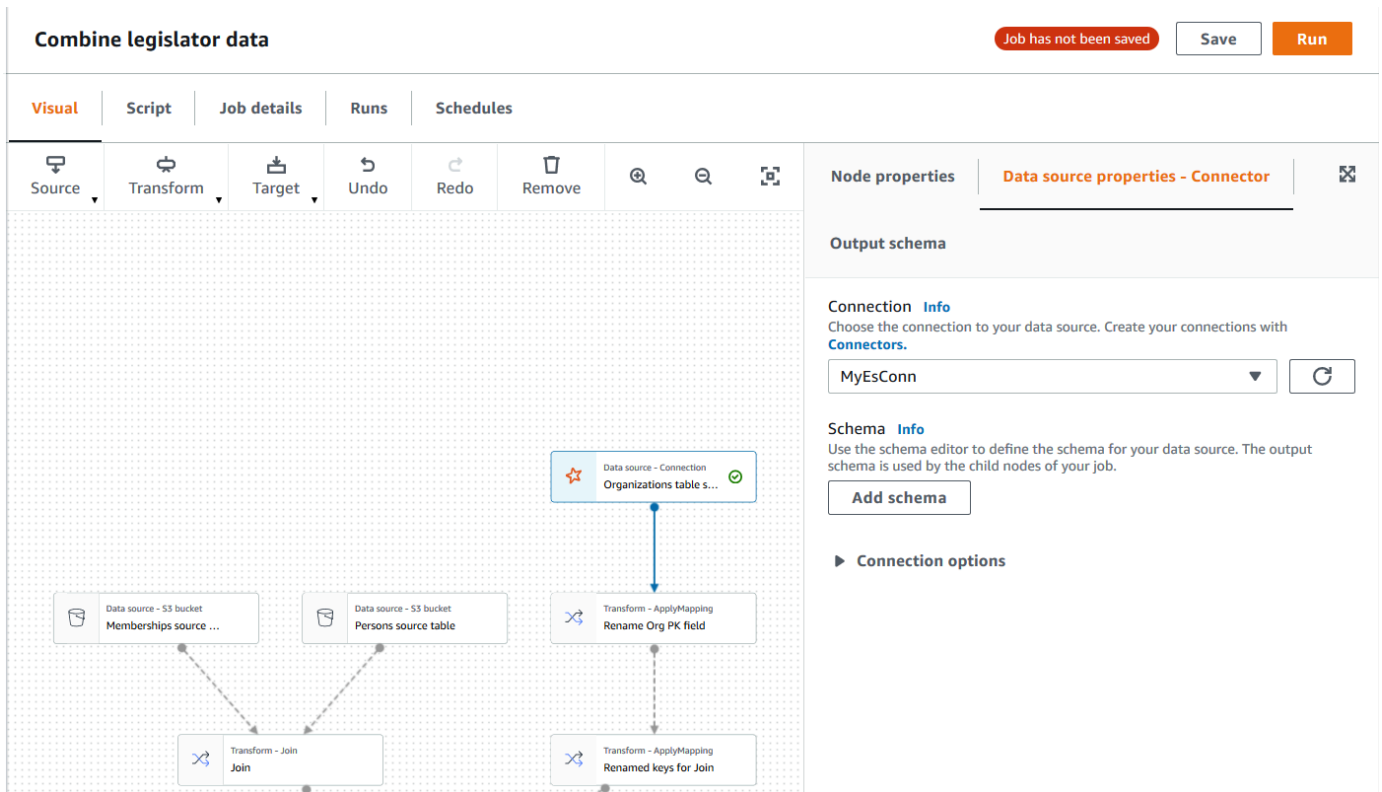 Combine legislator data
Job has not been saved
Save
Run
Visual
Script
Job details
Runs
Schedules
Source
Transform
Target
Undo
Redo
Remove
Node properties
Data source properties - Connector
Output schema
Connection Info
Choose the connection to your data source. Create your connections with
Connectors.
MyEsConn
Schema Info
Use the schema editor to define the schema for your data source. The output
schema is used by the child nodes of your job.
Add schema
Connection options
Data source - Connection
Organizations table s...
Data source - S3 bucket
Memberships source ...
Data source - S3 bucket
Persons source table
Transform - ApplyMapping
Rename Org PK field
Transform - Join
Join
Transform - ApplyMapping
Renamed keys for Join